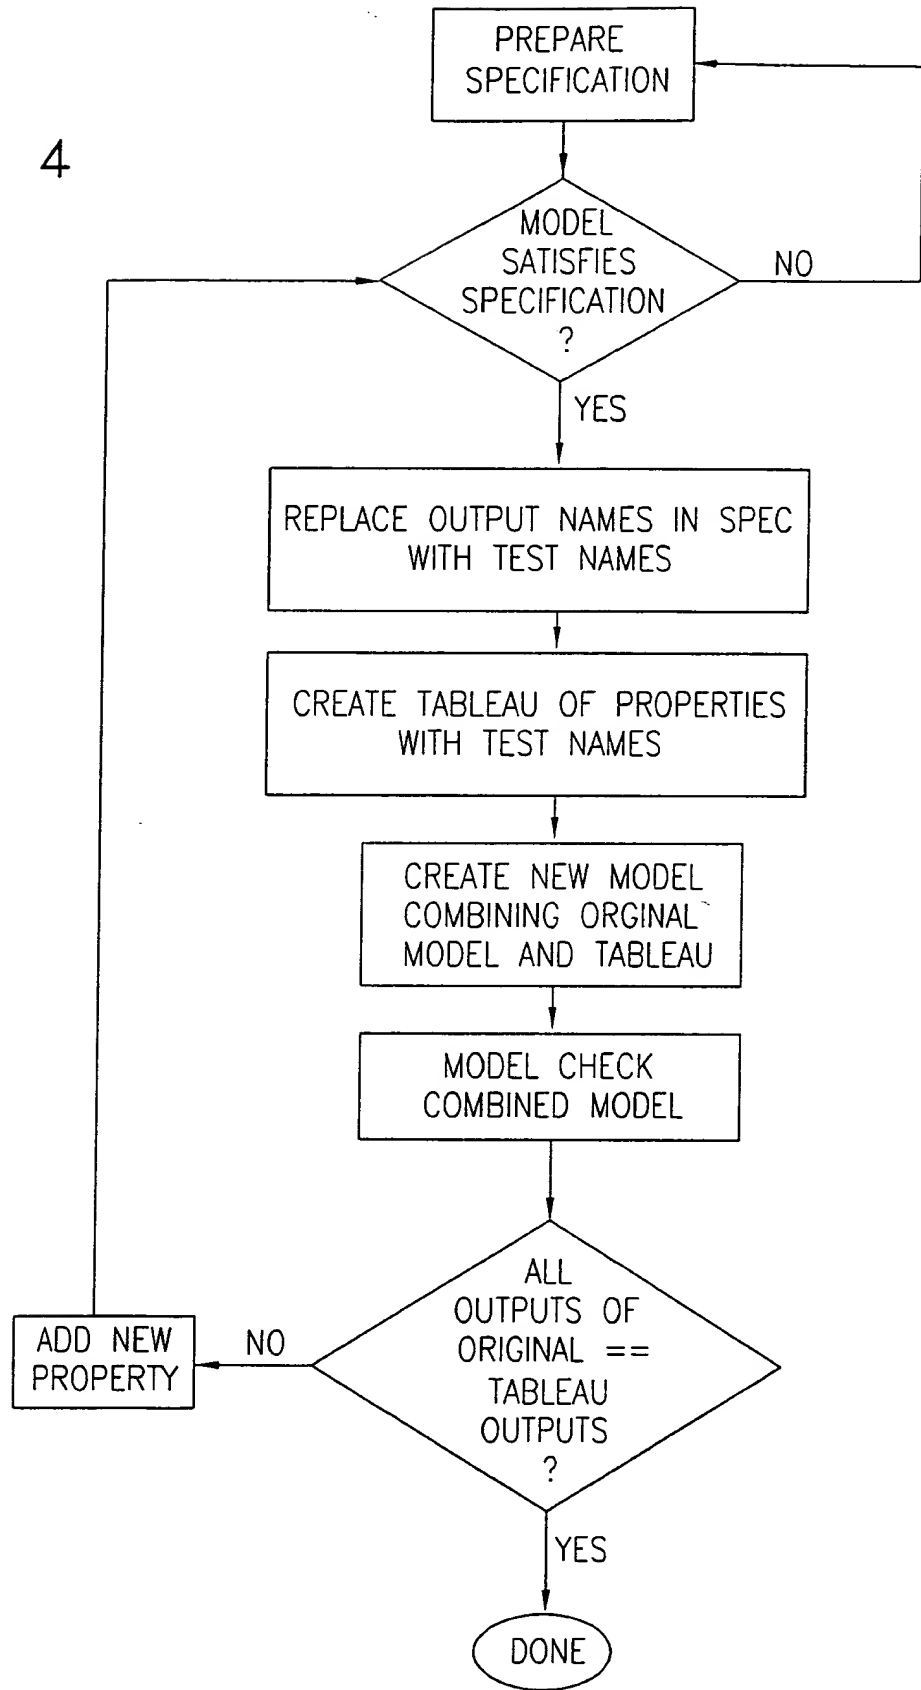 PREPARE
SPECIFICATION
4
MODEL
SATISFIES
SPECIFICATION
?
NO
YES
REPLACE OUTPUT NAMES IN SPEC
WITH TEST NAMES
CREATE TABLEAU OF PROPERTIES
WITH TEST NAMES
CREATE NEW MODEL
COMBINING ORGINAL
MODEL AND TABLEAU
MODEL CHECK
COMBINED MODEL
ALL
OUTPUTS OF
ORIGINAL ==
TABLEAU
OUTPUTS
?
NO
ADD NEW
PROPERTY
YES
DONE